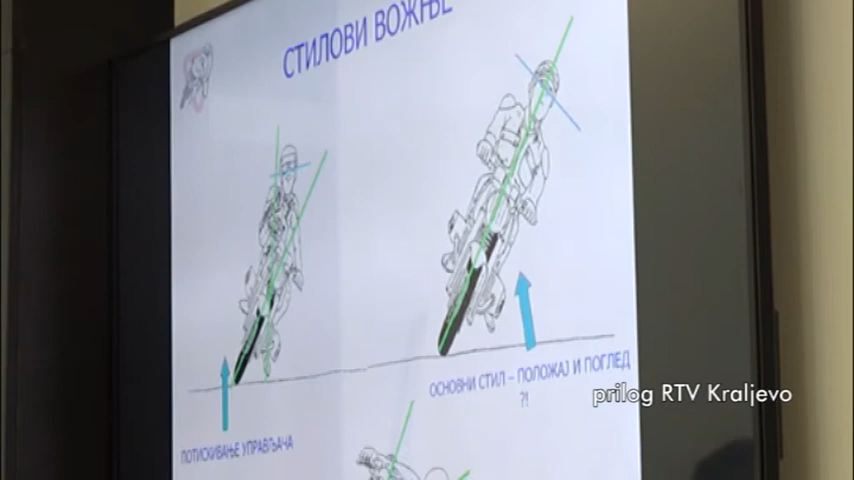 СТИЛОВИ ВОЖЊЕ
ОСНОВНИ СТИЛ – ПОЛОЖАЈ И ПОГЛЕД
?!
prilog RTV Kraljevo
ПОТИСКИВАЊЕ УПРАВЉАЧА